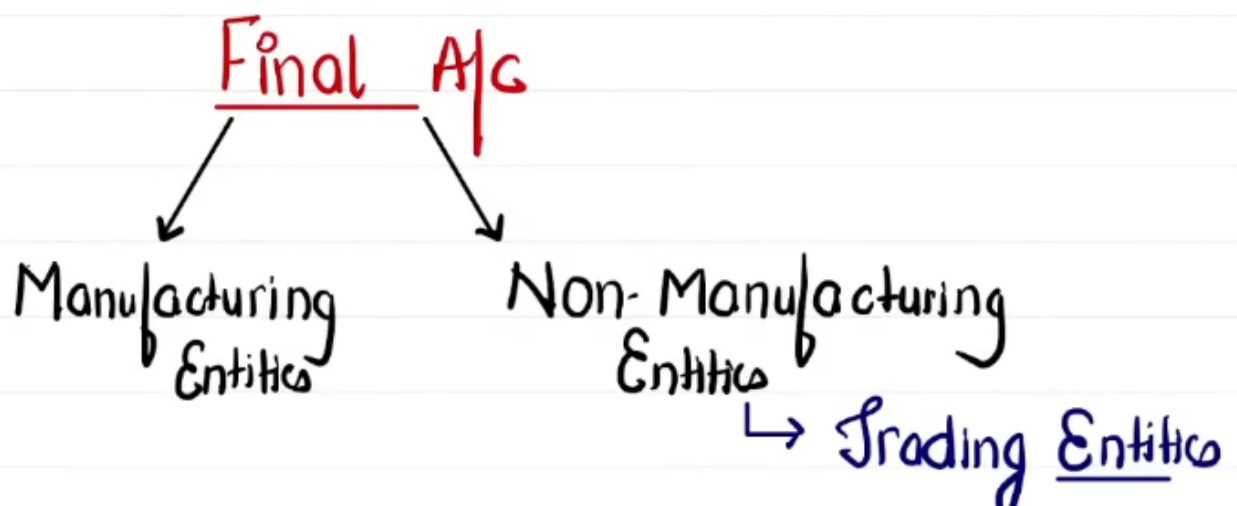 Final A/c
Manufacturing
Entities
Non-Manufacturing
Entities
↳ Trading Entities